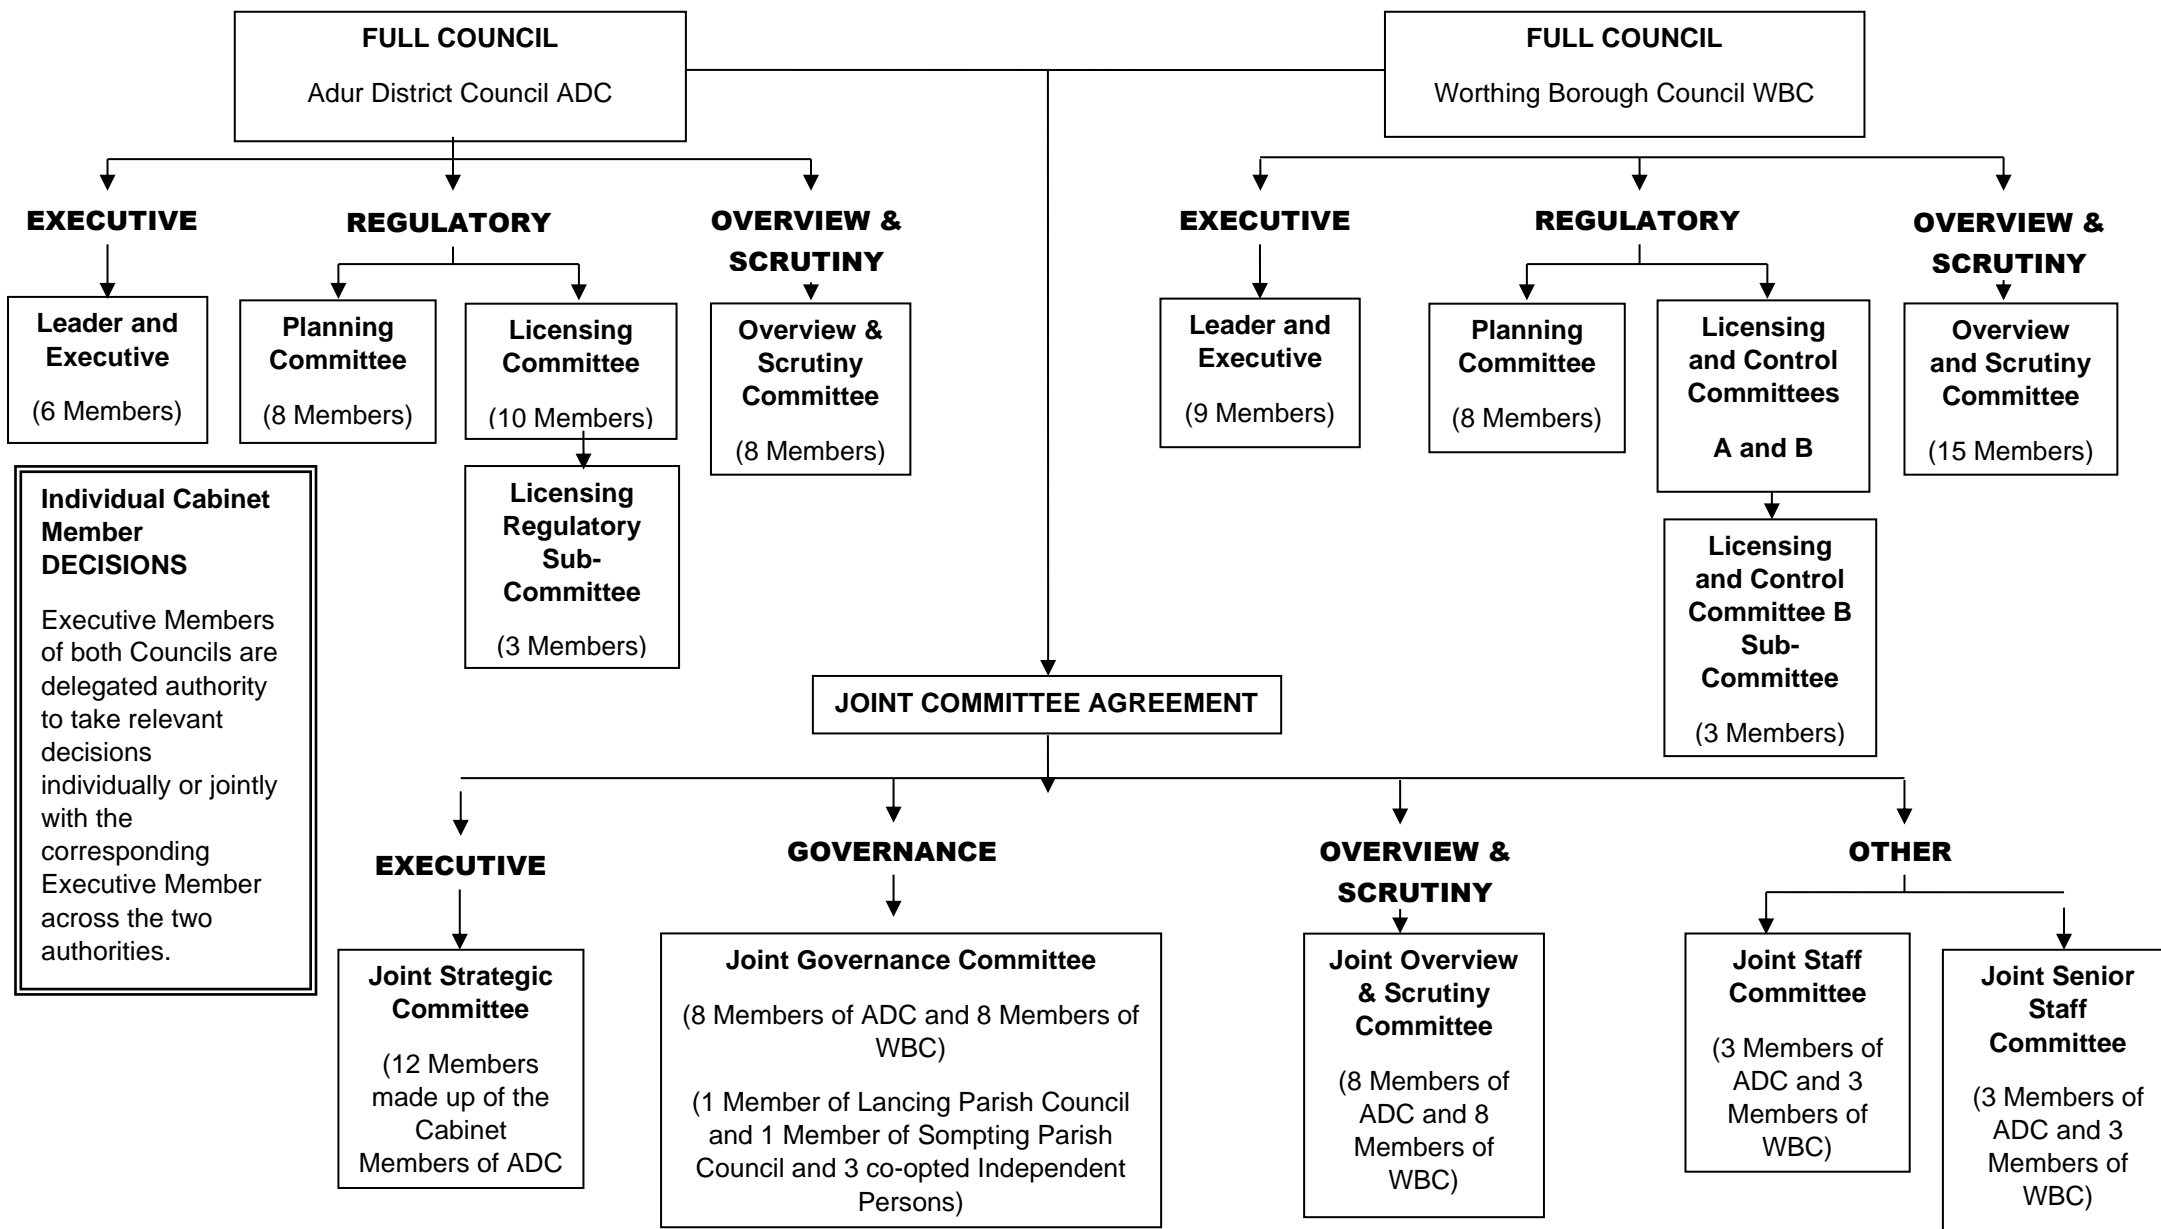 FULL COUNCIL
Adur District Council ADC
FULL COUNCIL
Worthing Borough Council WBC
EXECUTIVE
REGULATORY
OVERVIEW &
SCRUTINY
Leader and
Executive
(6 Members)
Planning
Committee
(8 Members)
Licensing
Committee
(10 Members)
Overview &
Scrutiny
Committee
(8 Members)
Licensing
Regulatory
Sub-
Committee
(3 Members)
EXECUTIVE
REGULATORY
OVERVIEW &
SCRUTINY
Leader and
Executive
(9 Members)
Planning
Committee
(8 Members)
Licensing
and Control
Committees
A and B
Overview
and Scrutiny
Committee
(15 Members)
Licensing
and Control
Committee B
Sub-
Committee
(3 Members)
Individual Cabinet
Member
DECISIONS
Executive Members
of both Councils are
delegated authority
to take relevant
decisions
individually or jointly
with the
corresponding
Executive Member
across the two
authorities.
JOINT COMMITTEE AGREEMENT
EXECUTIVE
GOVERNANCE
OVERVIEW &
SCRUTINY
OTHER
Joint Strategic
Committee
(12 Members
made up of the
Cabinet
Members of ADC
Joint Governance Committee
(8 Members of ADC and 8 Members of
WBC)
(1 Member of Lancing Parish Council
and 1 Member of Sompting Parish
Council and 3 co-opted Independent
Persons)
Joint Overview
& Scrutiny
Committee
(8 Members of
ADC and 8
Members of
WBC)
Joint Staff
Committee
(3 Members of
ADC and 3
Members of
WBC)
Joint Senior
Staff
Committee
(3 Members of
ADC and 3
Members of
WBC)